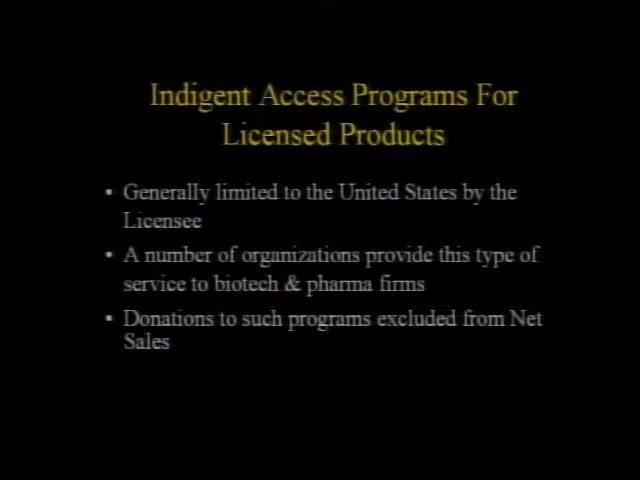 Indigent Access Programs For
Licensed Products
• Generally limited to the United States by the
Licensee
• A number of organizations provide this type of
service to biotech & pharma firms
• Donations to such programs excluded from Net
Sales